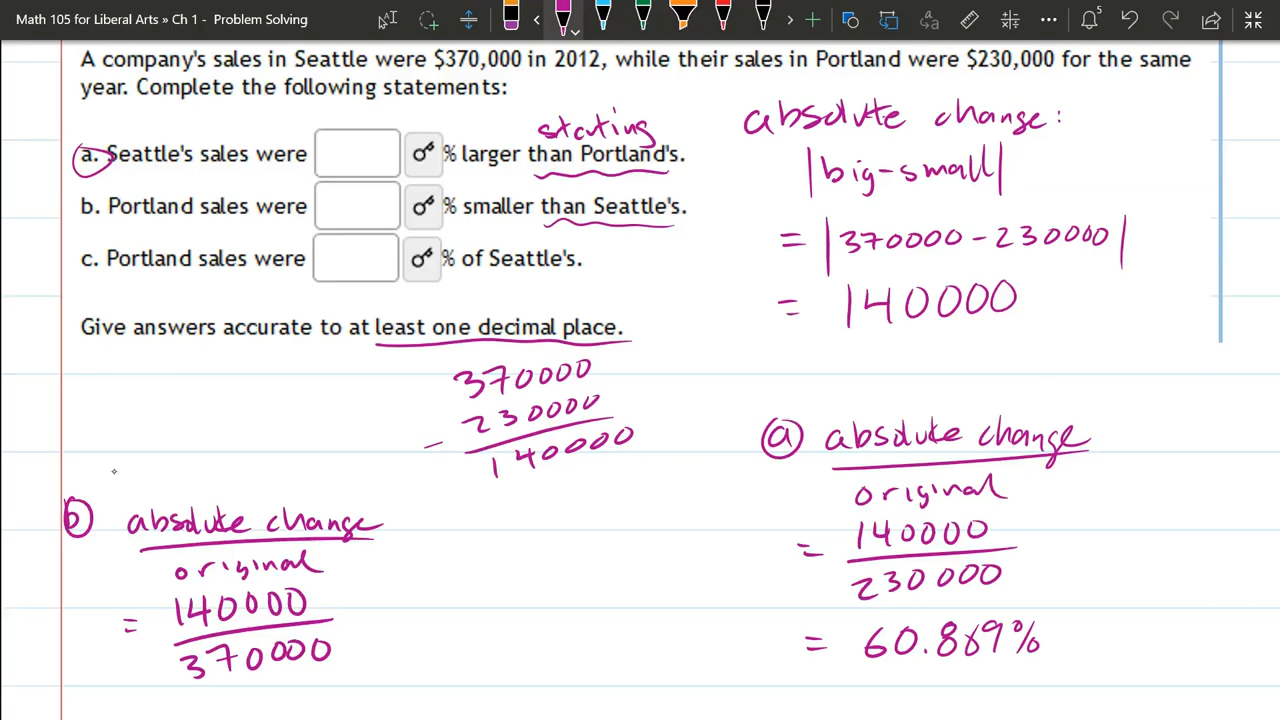 Math 105 for Liberal Arts » Ch 1 - Problem Solving
5
A company's sales in Seattle were $370,000 in 2012, while their sales in Portland were $230,000 for the same
year. Complete the following statements:
starting
a. Seattle's sales were % larger than Portland's.
b. Portland sales were % smaller than Seattle's.
c. Portland sales were % of Seattle's.
Give answers accurate to at least one decimal place.
absolute change:
|big-small|
= |370000-230000|
= 140000
370000
- 230000
140000
(a) absolute change
original
= 140000
230000
= 60.869%
(b) absolute change
original
= 140000
370000